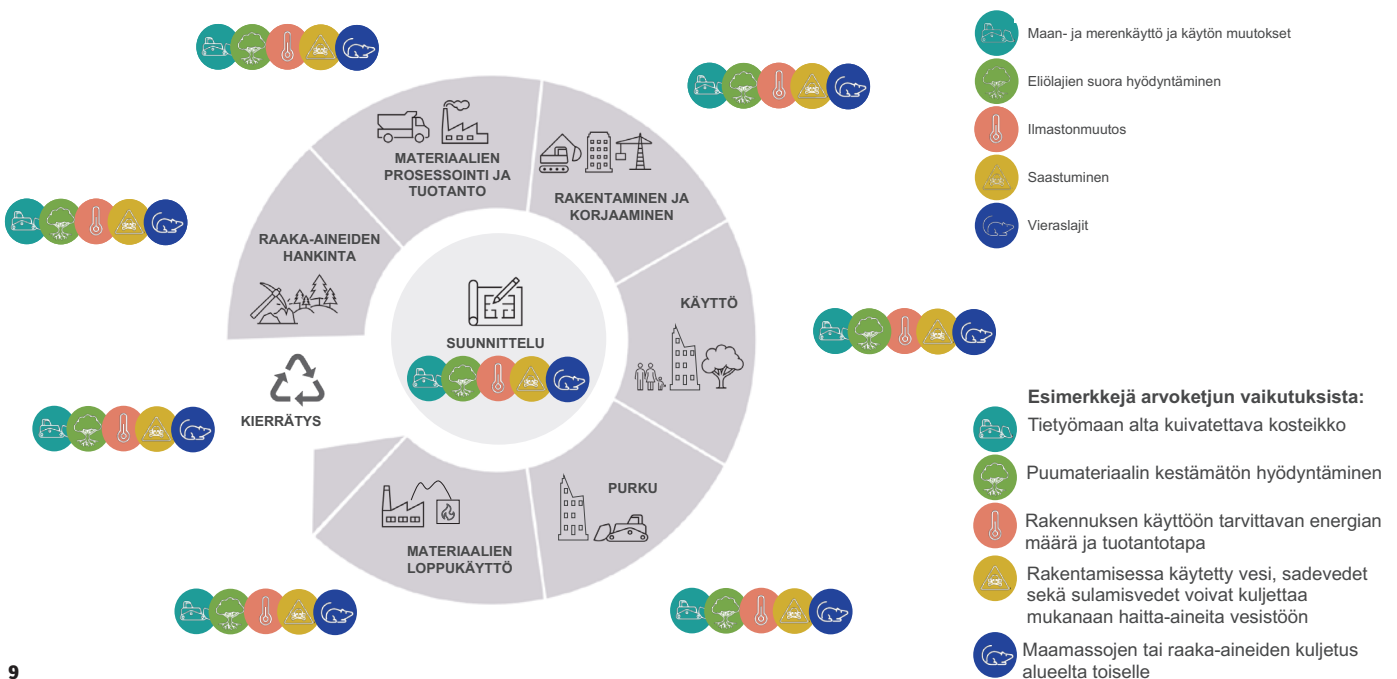 MATERIAALIEN
PROSESSOINTI JA
TUOTANTO
RAKENTAMINEN JA
KORJAAMINEN
RAAKA-AINEIDEN
HANKINTA
KÄYTTÖ
SUUNNITTELU
KIERRÄTYS
PURKU
MATERIAALIEN
LOPPUKÄYTTÖ
Maan- ja merenkäyttö ja käytön muutokset
Eliölajien suora hyödyntäminen
Ilmastonmuutos
Saastuminen
Vieraslajit
Esimerkkejä arvoketjun vaikutuksista:
Tietyömaan alta kuivatettava kosteikko
Puumateriaalin kestämätön hyödyntäminen
Rakennuksen käyttöön tarvittavan energian
määrä ja tuotantotapa
Rakentamisessa käytetty vesi, sadevedet
sekä sulamisvedet voivat kuljettaa
mukanaan haitta-aineita vesistöön
Maamassojen tai raaka-aineiden kuljetus
alueelta toiselle
9